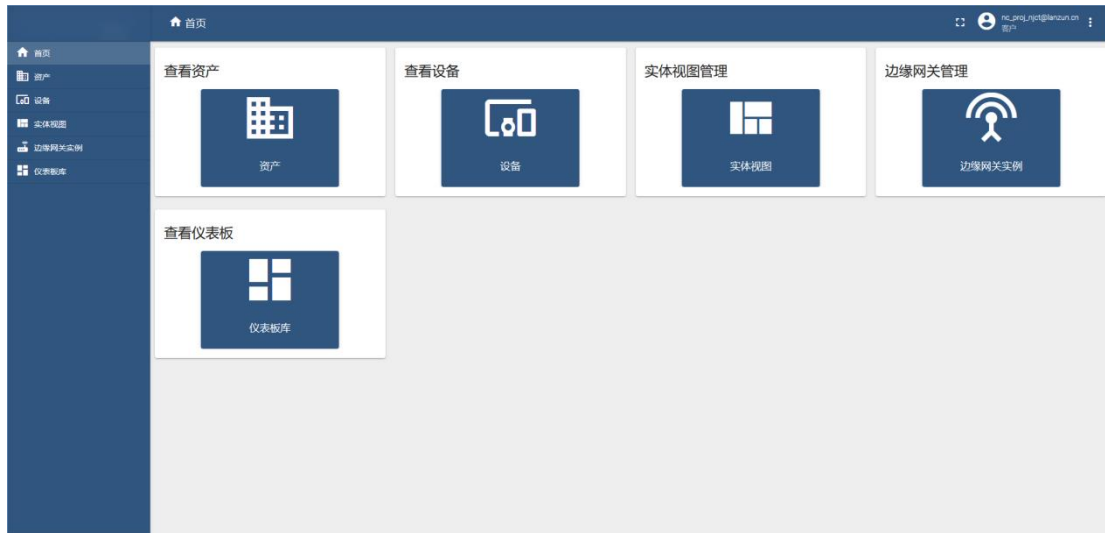 首页
nc_proj_njct@lanzun.cn
客户
首页
资产
设备
实体视图
边缘网关实例
仪表板库
查看资产
资产
查看设备
设备
实体视图管理
实体视图
边缘网关管理
边缘网关实例
查看仪表板
仪表板库